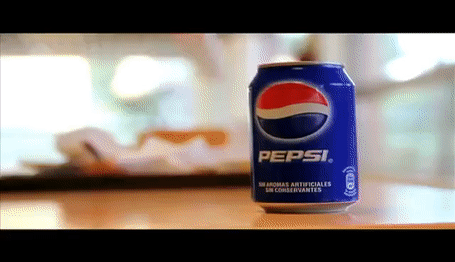 PEPSI®
SIN AROMAS ARTIFICIALES
SIN CONSERVANTES